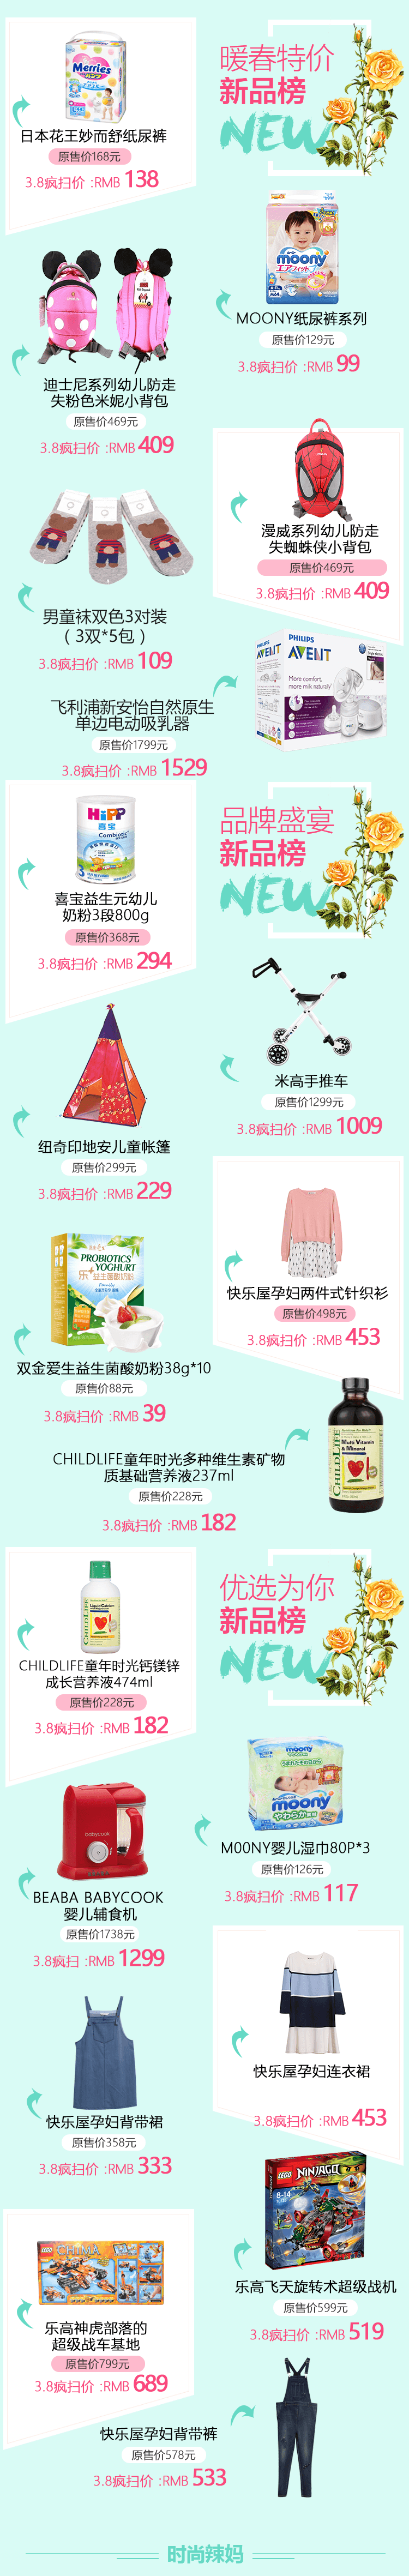 暖春特价
新品榜
NEW
Merries
日本花王妙而舒纸尿裤
原售价168元
3.8疯扫价 :RMB 138
moony
エアフィット
MOONY纸尿裤系列
原售价129元
3.8疯扫价 :RMB 99
迪士尼系列幼儿防走
失粉色米妮小背包
原售价469元
3.8疯扫价 :RMB 409
漫威系列幼儿防走
失蜘蛛侠小背包
原售价469元
3.8疯扫价 :RMB 409
男童袜双色3对装
（3双*5包）
3.8疯扫价 :RMB 109
PHILIPS
AVENT
More comfort,
more milk naturally
飞利浦新安怡自然原生
单边电动吸乳器
原售价1799元
3.8疯扫价 :RMB 1529
品牌盛宴
新品榜
NEW
HiPP
喜宝
Combiotic
3
喜宝益生元幼儿
奶粉3段800g
原售价368元
3.8疯扫价 :RMB 294
米高手推车
原售价1299元
3.8疯扫价 :RMB 1009
纽奇印地安儿童帐篷
原售价299元
3.8疯扫价 :RMB 229
快乐屋孕妇两件式针织衫
原售价498元
3.8疯扫价 :RMB 453
PROBIOTICS
YOGHURT
双金爱生益生菌酸奶粉38g*10
原售价88元
3.8疯扫价 :RMB 39
CHILDLIFE
Multi Vitamin
& Mineral
CHILDLIFE童年时光多种维生素矿物
质基础营养液237ml
原售价228元
3.8疯扫价 :RMB 182
优选为你
新品榜
NEW
CHILDLIFE
Liquid Calcium
CHILDLIFE童年时光钙镁锌
成长营养液474ml
原售价228元
3.8疯扫价 :RMB 182
moony
moony
MOONY婴儿湿巾80P*3
原售价126元
3.8疯扫价 :RMB 117
babycook
BEABA BABYCOOK
婴儿辅食机
原售价1738元
3.8疯扫 :RMB 1299
快乐屋孕妇连衣裙
3.8疯扫价 :RMB 453
快乐屋孕妇背带裙
原售价358元
3.8疯扫价 :RMB 333
LEGO NINJAGO
8-14
乐高飞天旋转术超级战机
原售价599元
3.8疯扫价 :RMB 519
LEGO CHIMA
乐高神虎部落的
超级战车基地
原售价799元
3.8疯扫价 :RMB 689
快乐屋孕妇背带裤
原售价578元
3.8疯扫价 :RMB 533
时尚辣妈